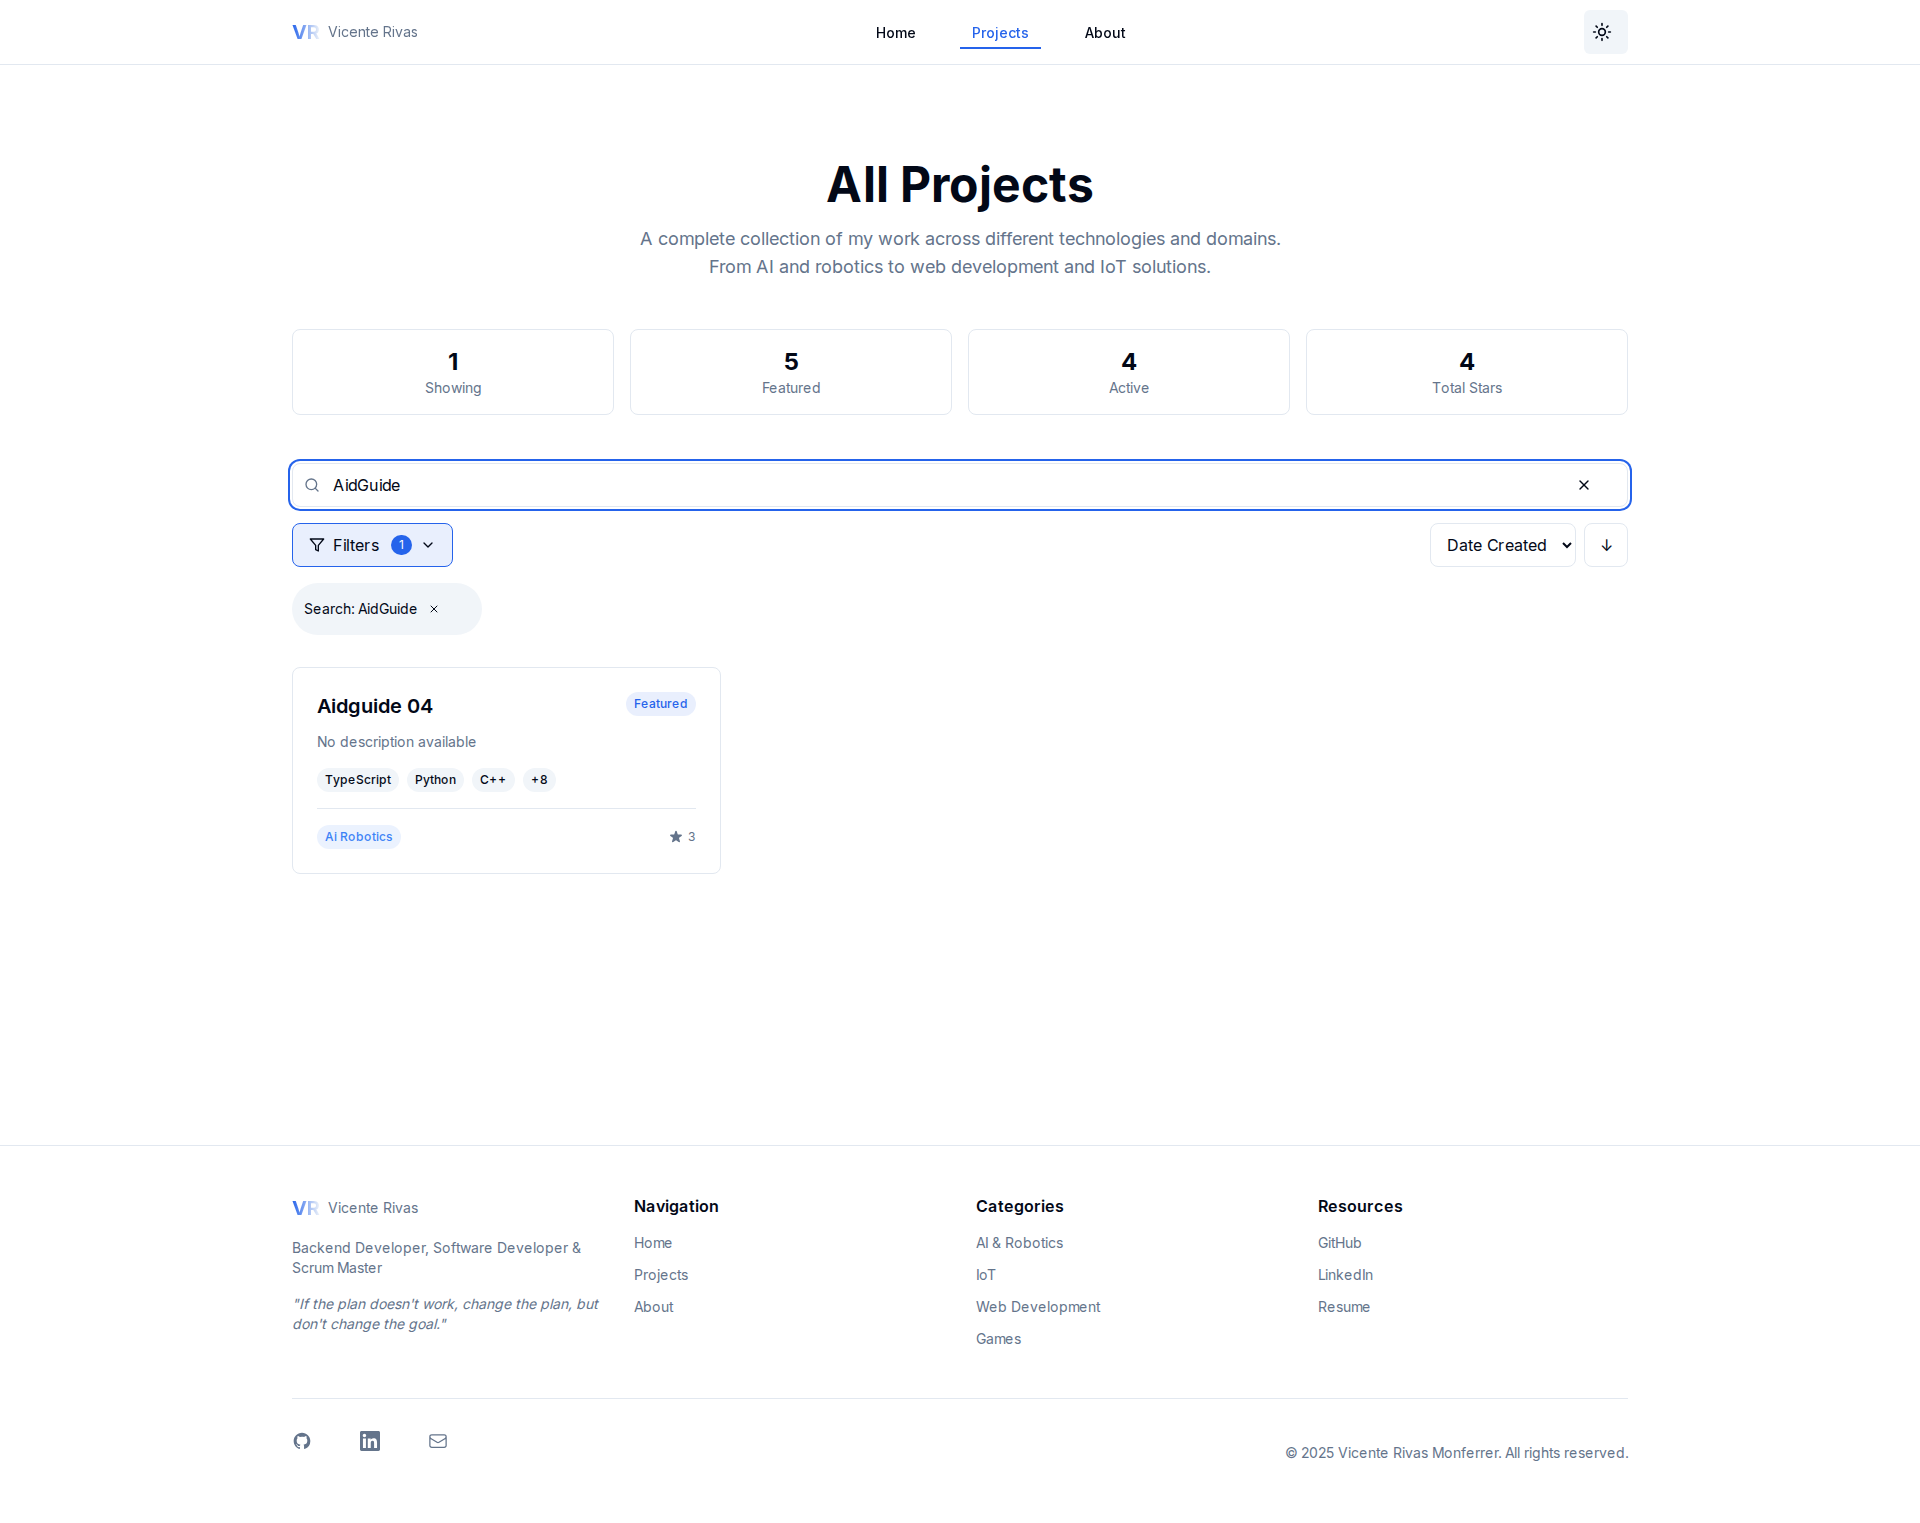 VR Vicente Rivas
Home
Projects
About
All Projects
A complete collection of my work across different technologies and domains.
From AI and robotics to web development and IoT solutions.
1
Showing
5
Featured
4
Active
4
Total Stars
AidGuide
Filters 1
Date Created
Search: AidGuide
Aidguide 04
Featured
No description available
TypeScript Python C++ +8
Ai Robotics
3
VR Vicente Rivas
Backend Developer, Software Developer &
Scrum Master
"If the plan doesn't work, change the plan, but
don't change the goal."
Navigation
Home
Projects
About
Categories
AI & Robotics
IoT
Web Development
Games
Resources
GitHub
LinkedIn
Resume
© 2025 Vicente Rivas Monferrer. All rights reserved.